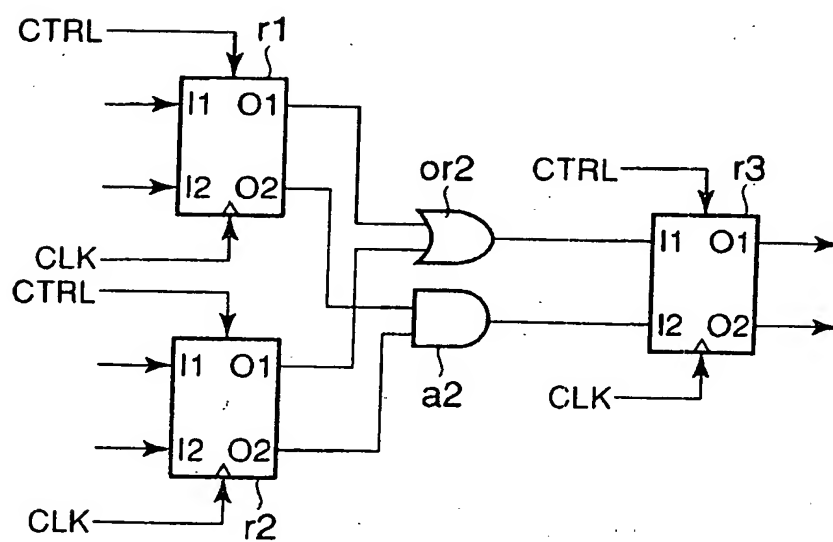 CTRL r1
I1 O1
I2 O2
CLK
or2
CTRL r3
I1 O1
I2 O2
CLK
CTRL
I1 O1
I2 O2
CLK
r2
a2